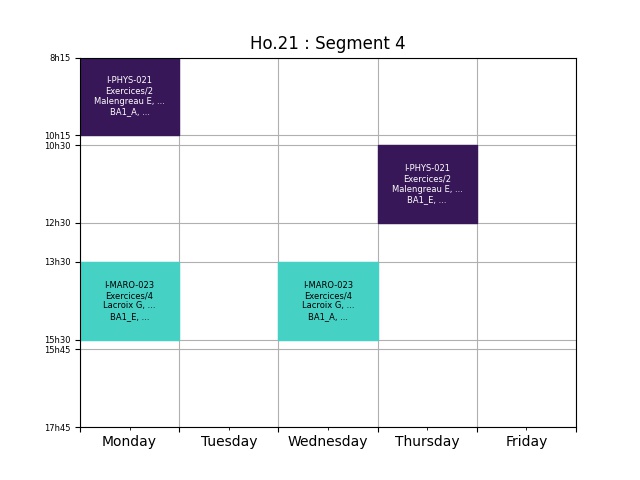 Ho.21 : Segment 4
8h15
I-PHYS-021
Exercices/2
Malengreau E, ...
BA1_A, ...
10h15
10h30
I-PHYS-021
Exercices/2
Malengreau E, ...
BA1_E, ...
12h30
13h30
I-MARO-023
Exercices/4
Lacroix G, ...
BA1_E, ...
I-MARO-023
Exercices/4
Lacroix G, ...
BA1_A, ...
15h30
15h45
17h45
Monday Tuesday Wednesday Thursday Friday